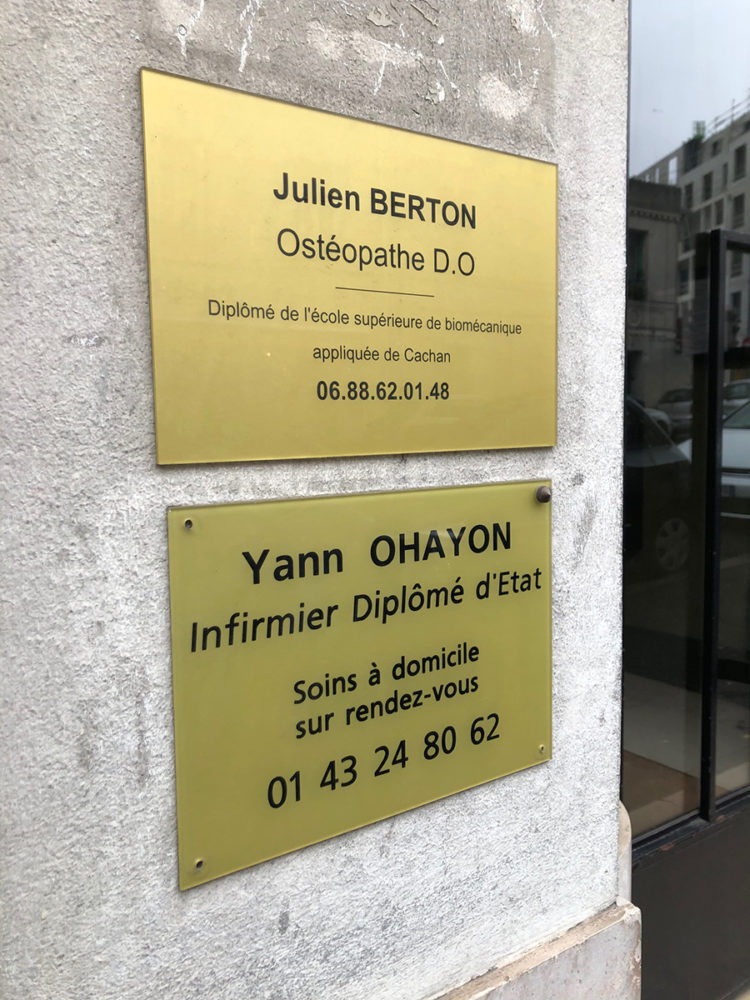 Julien BERTON
Ostéopathe D.O
Diplômé de l'école supérieure de biomécanique
appliquée de Cachan
06.88.62.01.48
Yann OHAYON
Infirmier Diplômé d'Etat
Soins à domicile
sur rendez-vous
01 43 24 80 62